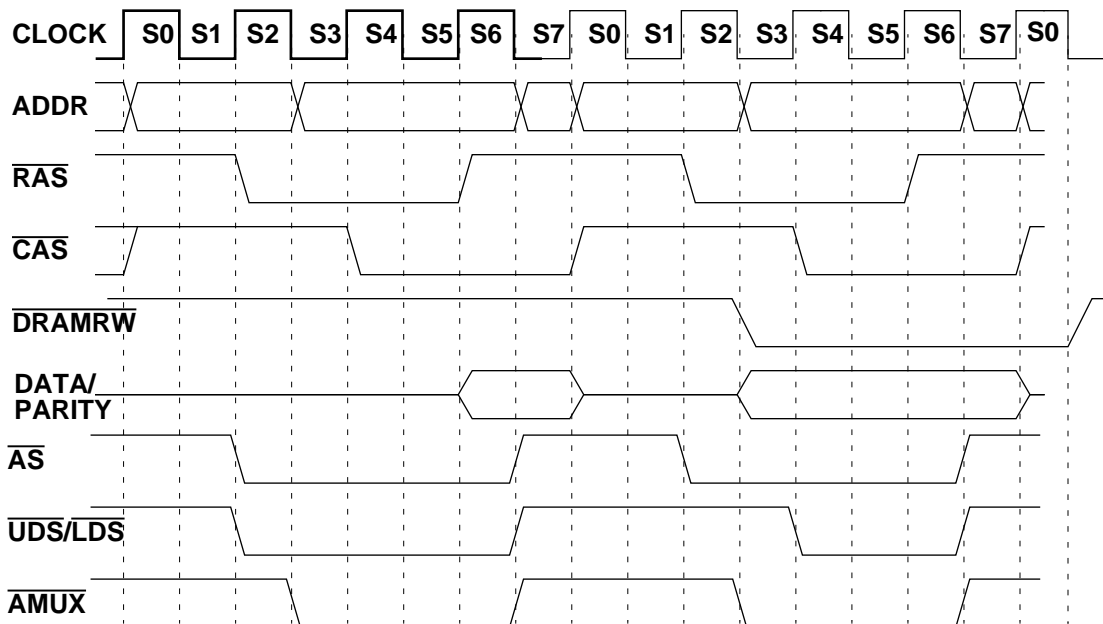 CLOCK S0 S1 S2 S3 S4 S5 S6 S7 S0 S1 S2 S3 S4 S5 S6 S7 S0
ADDR
RAS
CAS
DRAMRW
DATA/
PARITY
AS
UDS/LDS
AMUX